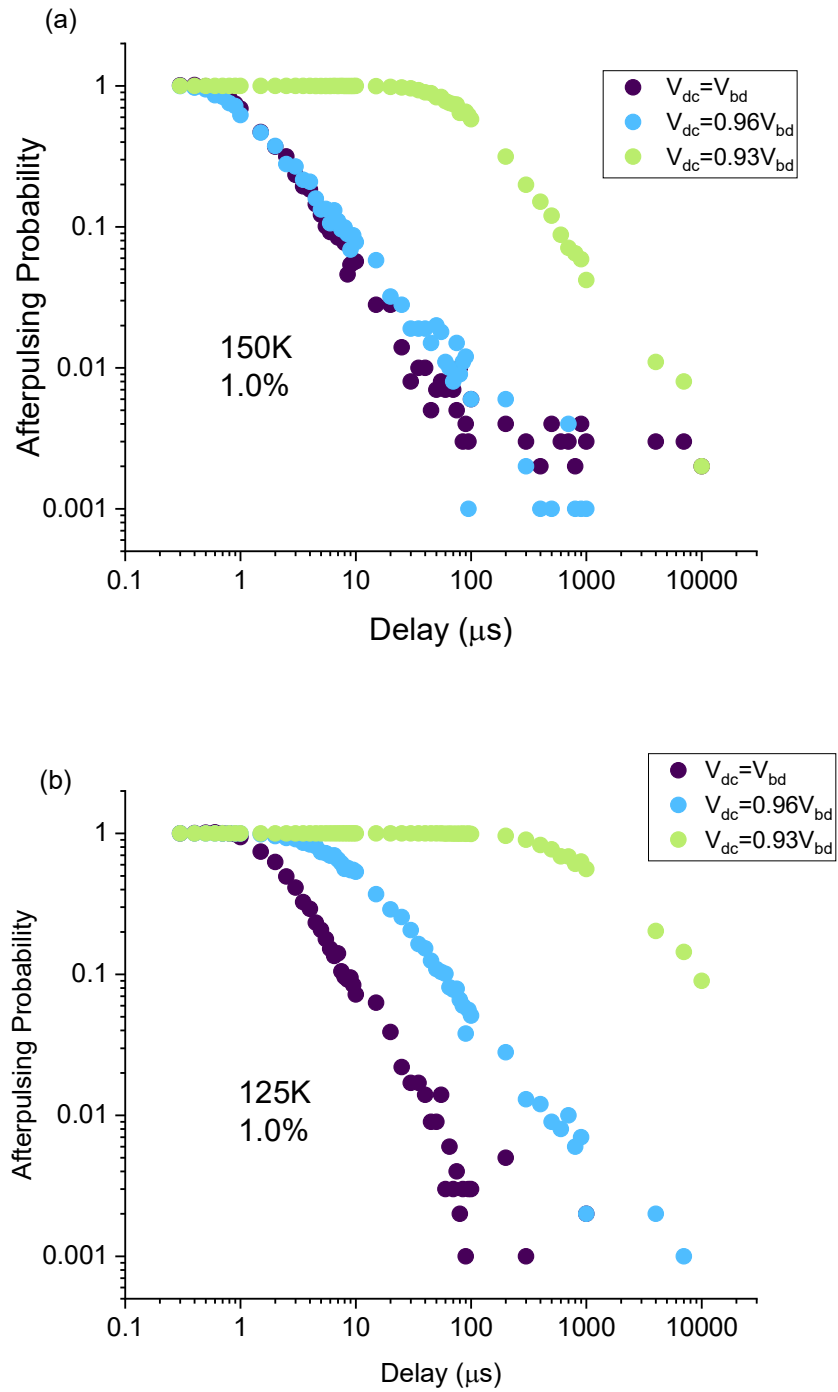 (a)
V_dc=V_bd
V_dc=0.96V_bd
V_dc=0.93V_bd
1
0.1
0.01
0.001
Afterpulsing Probability
150K
1.0%
0.1 1 10 100 1000 10000
Delay (μs)
(b)
V_dc=V_bd
V_dc=0.96V_bd
V_dc=0.93V_bd
1
0.1
0.01
0.001
Afterpulsing Probability
125K
1.0%
0.1 1 10 100 1000 10000
Delay (μs)